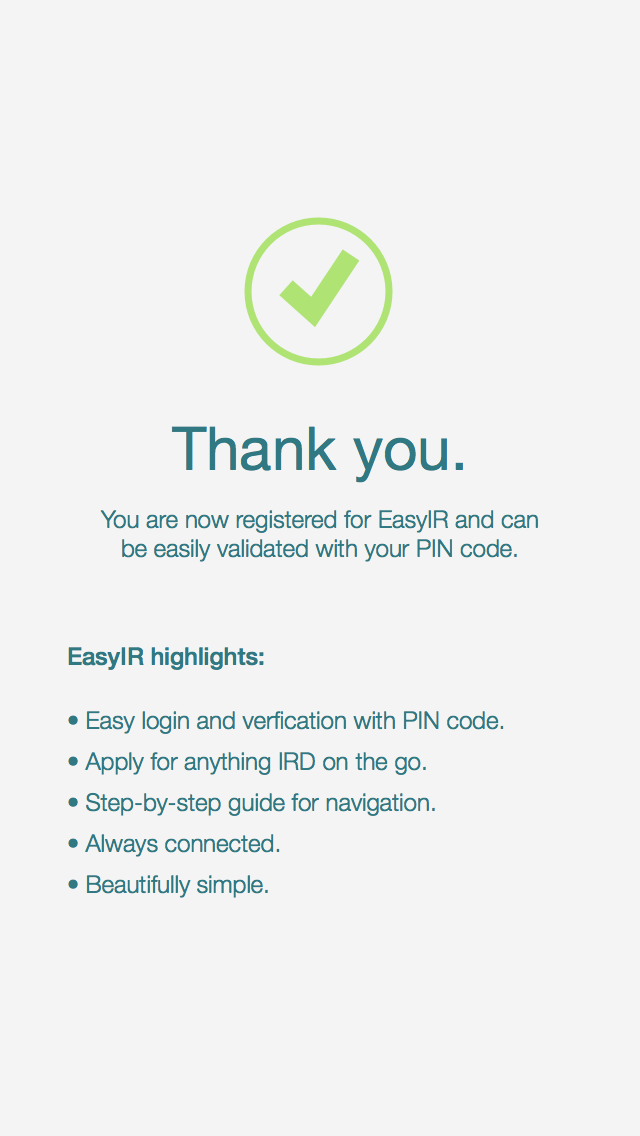 Thank you.
You are now registered for EasyIR and can
be easily validated with your PIN code.
EasyIR highlights:
• Easy login and verfication with PIN code.
• Apply for anything IRD on the go.
• Step-by-step guide for navigation.
• Always connected.
• Beautifully simple.